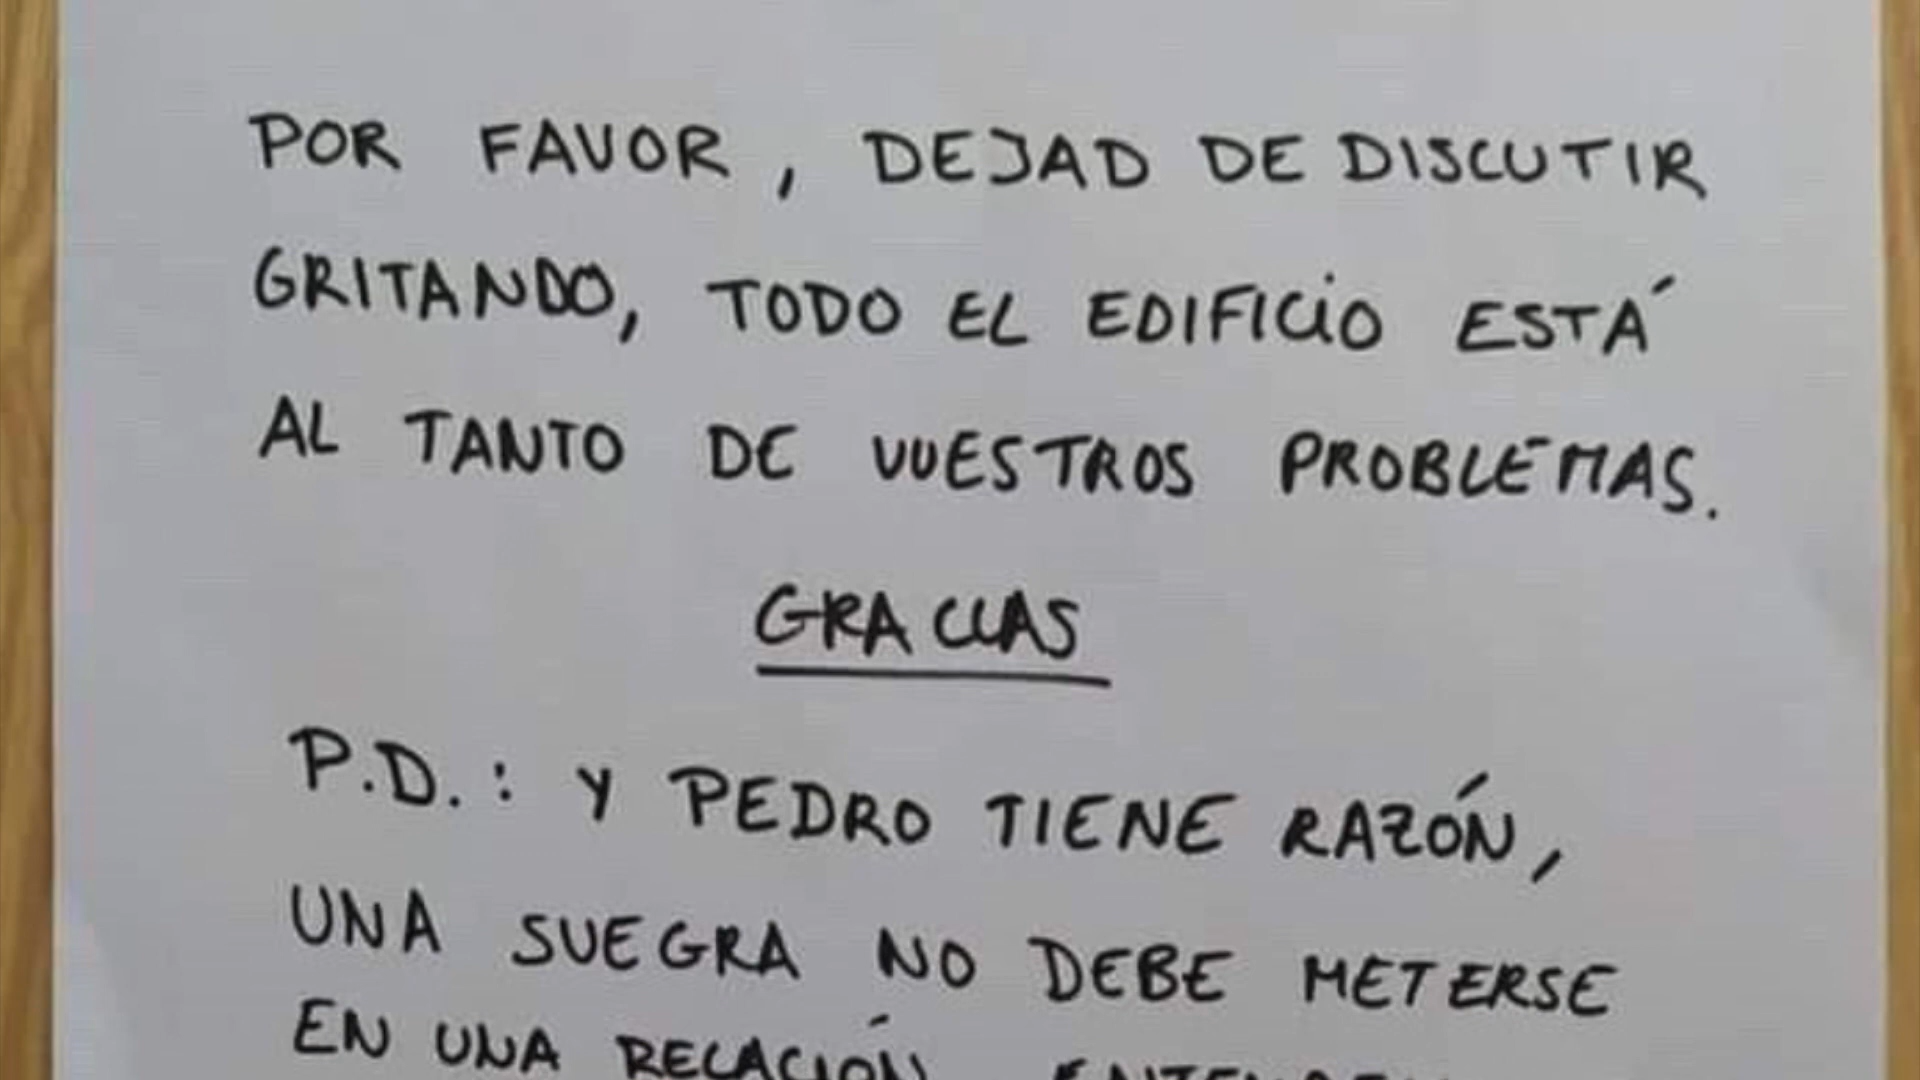 POR FAVOR, DEJAD DE DISCUTIR
GRITANDO, TODO EL EDIFICIO ESTÁ
AL TANTO DE VUESTROS PROBLEMAS.
GRACIAS
P.D.: Y PEDRO TIENE RAZÓN,
UNA SUEGRA NO DEBE METERSE
EN UNA RELACIÓN